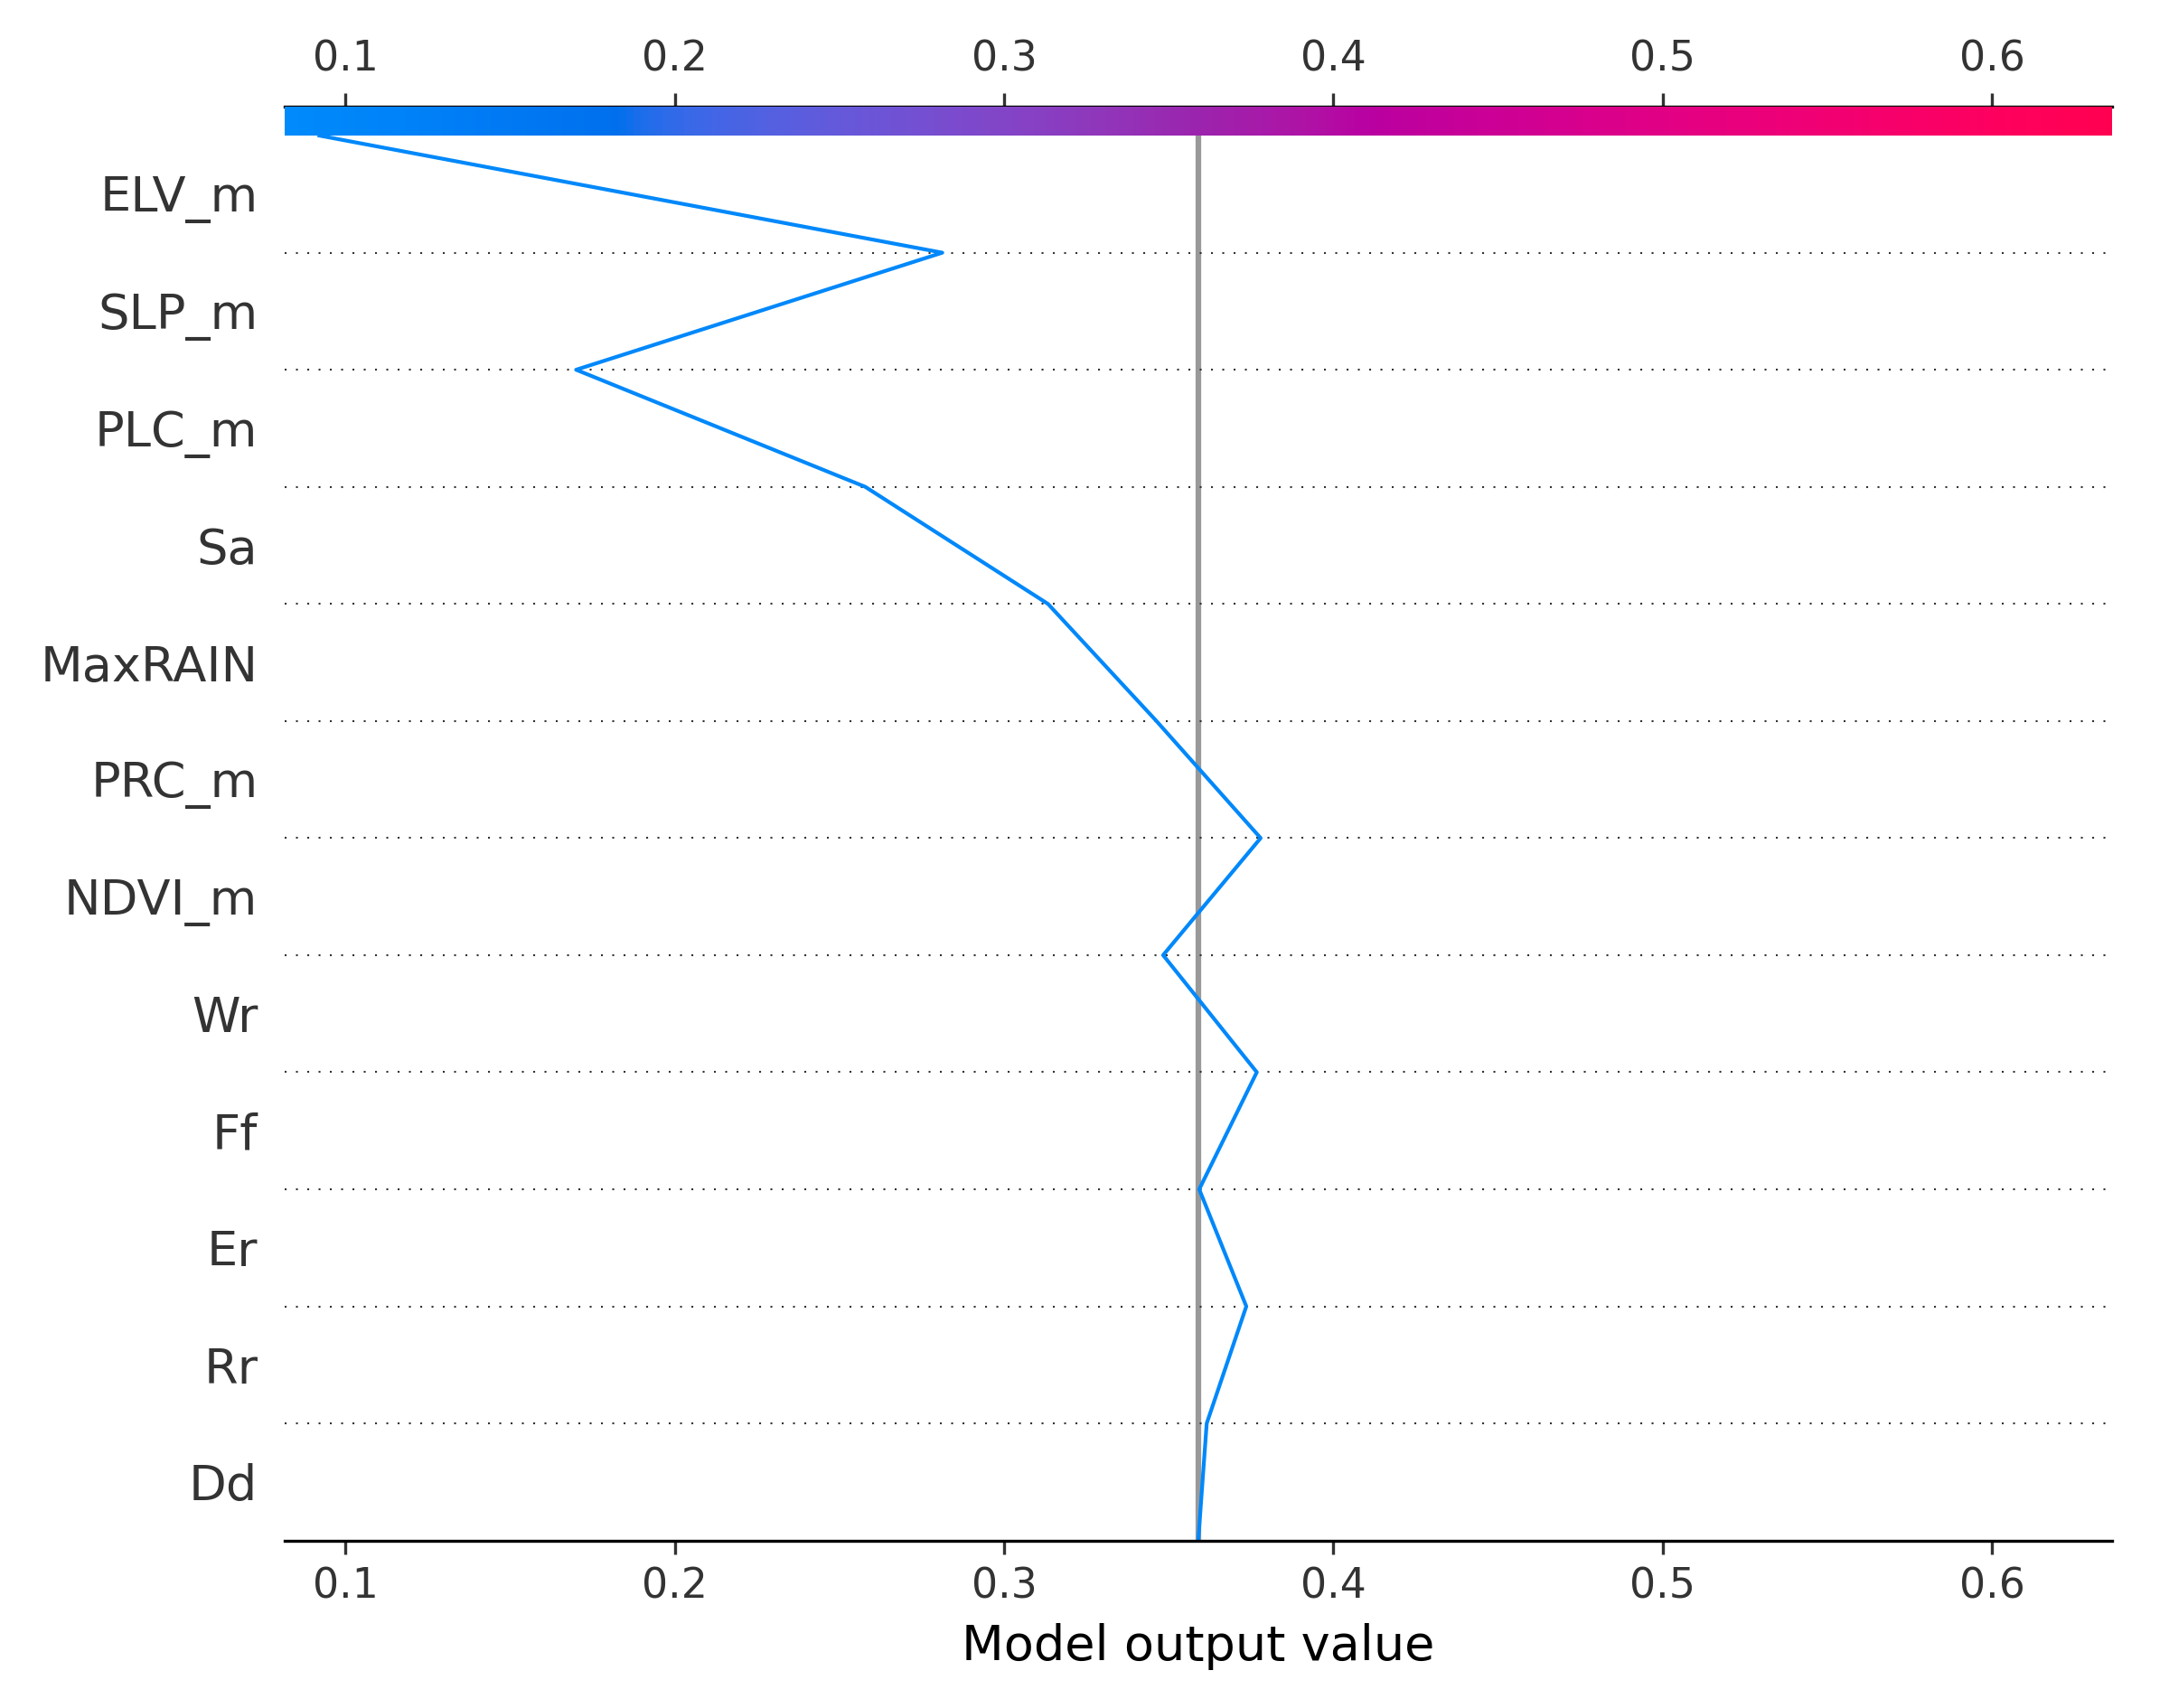 0.1 0.2 0.3 0.4 0.5 0.6
ELV_m
SLP_m
PLC_m
Sa
MaxRAIN
PRC_m
NDVI_m
Wr
Ff
Er
Rr
Dd
0.1 0.2 0.3 0.4 0.5 0.6
Model output value